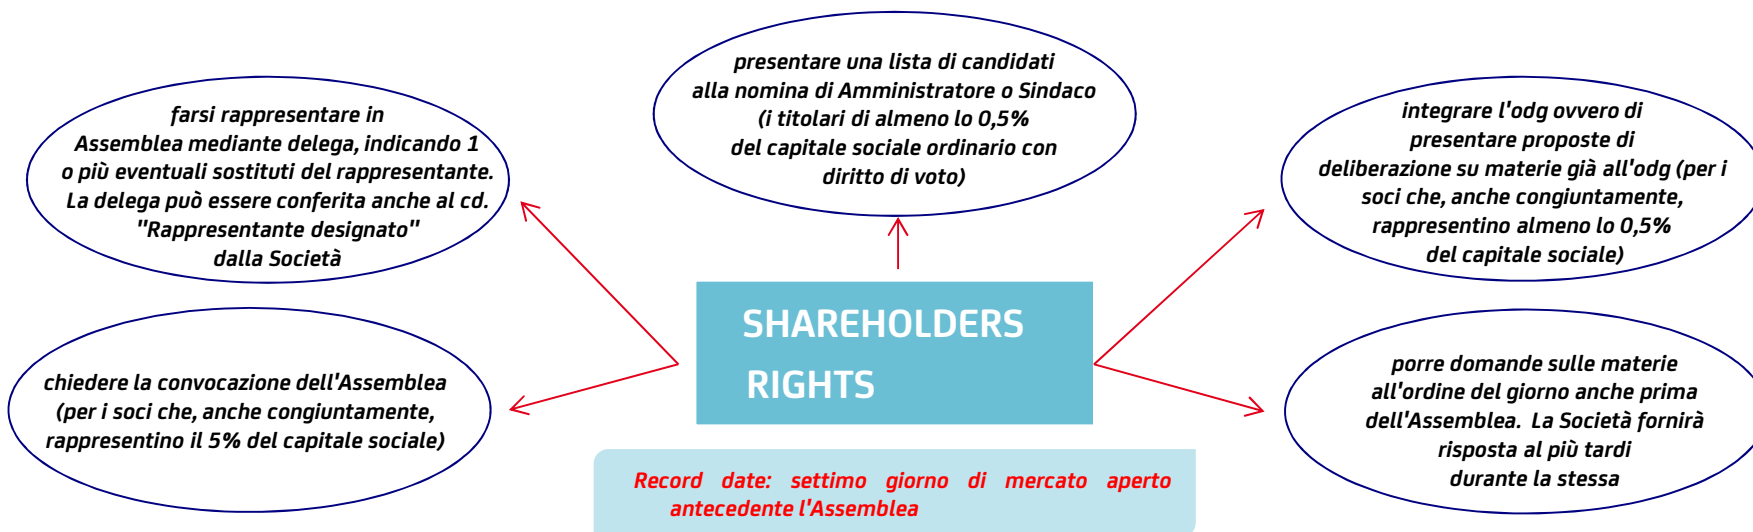 presentare una lista di candidati
alla nomina di Amministratore o Sindaco
(i titolari di almeno lo 0,5%
del capitale sociale ordinario con
diritto di voto)
farsi rappresentare in
Assemblea mediante delega, indicando 1
o più eventuali sostituti del rappresentante.
La delega può essere conferita anche al cd.
"Rappresentante designato"
dalla Società
integrare l'odg ovvero di
presentare proposte di
deliberazione su materie già all'odg (per i
soci che, anche congiuntamente,
rappresentino almeno lo 0,5%
del capitale sociale)
SHAREHOLDERS
RIGHTS
chiedere la convocazione dell'Assemblea
(per i soci che, anche congiuntamente,
rappresentino il 5% del capitale sociale)
porre domande sulle materie
all'ordine del giorno anche prima
dell'Assemblea. La Società fornirà
risposta al più tardi
durante la stessa
Record date: settimo giorno di mercato aperto
antecedente l'Assemblea